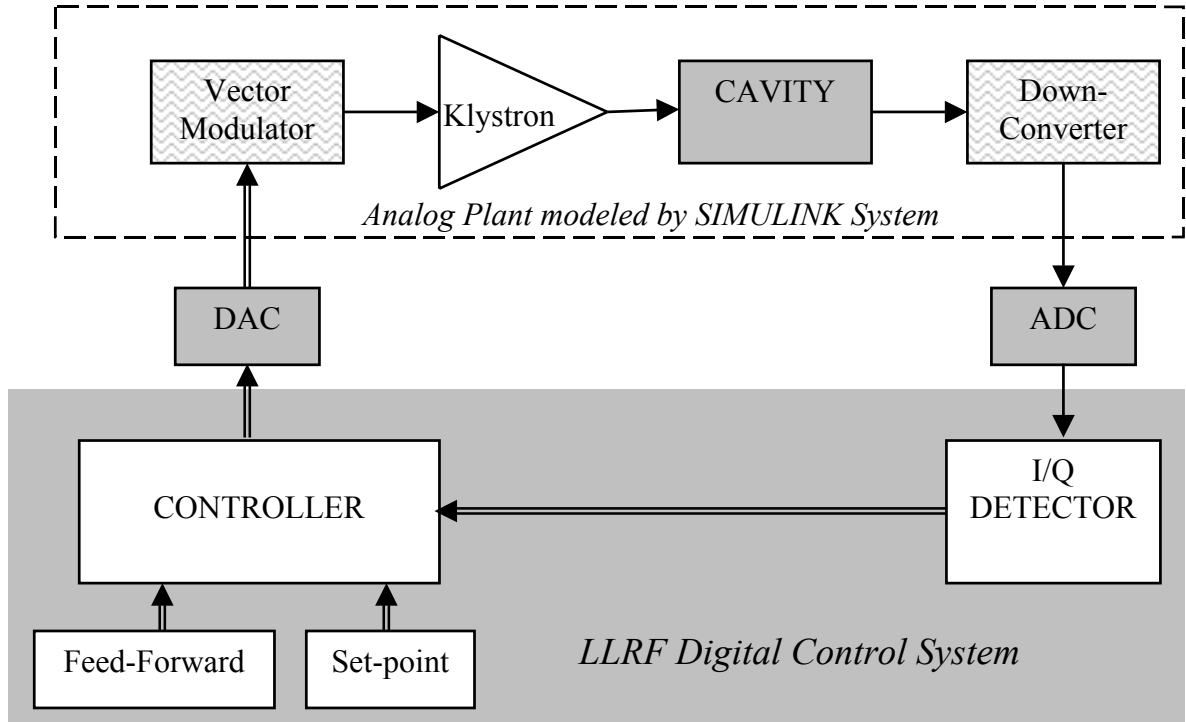 Vector
Modulator
Klystron
CAVITY
Down-
Converter
Analog Plant modeled by SIMULINK System
DAC
ADC
CONTROLLER
I/Q
DETECTOR
Feed-Forward
Set-point
LLRF Digital Control System